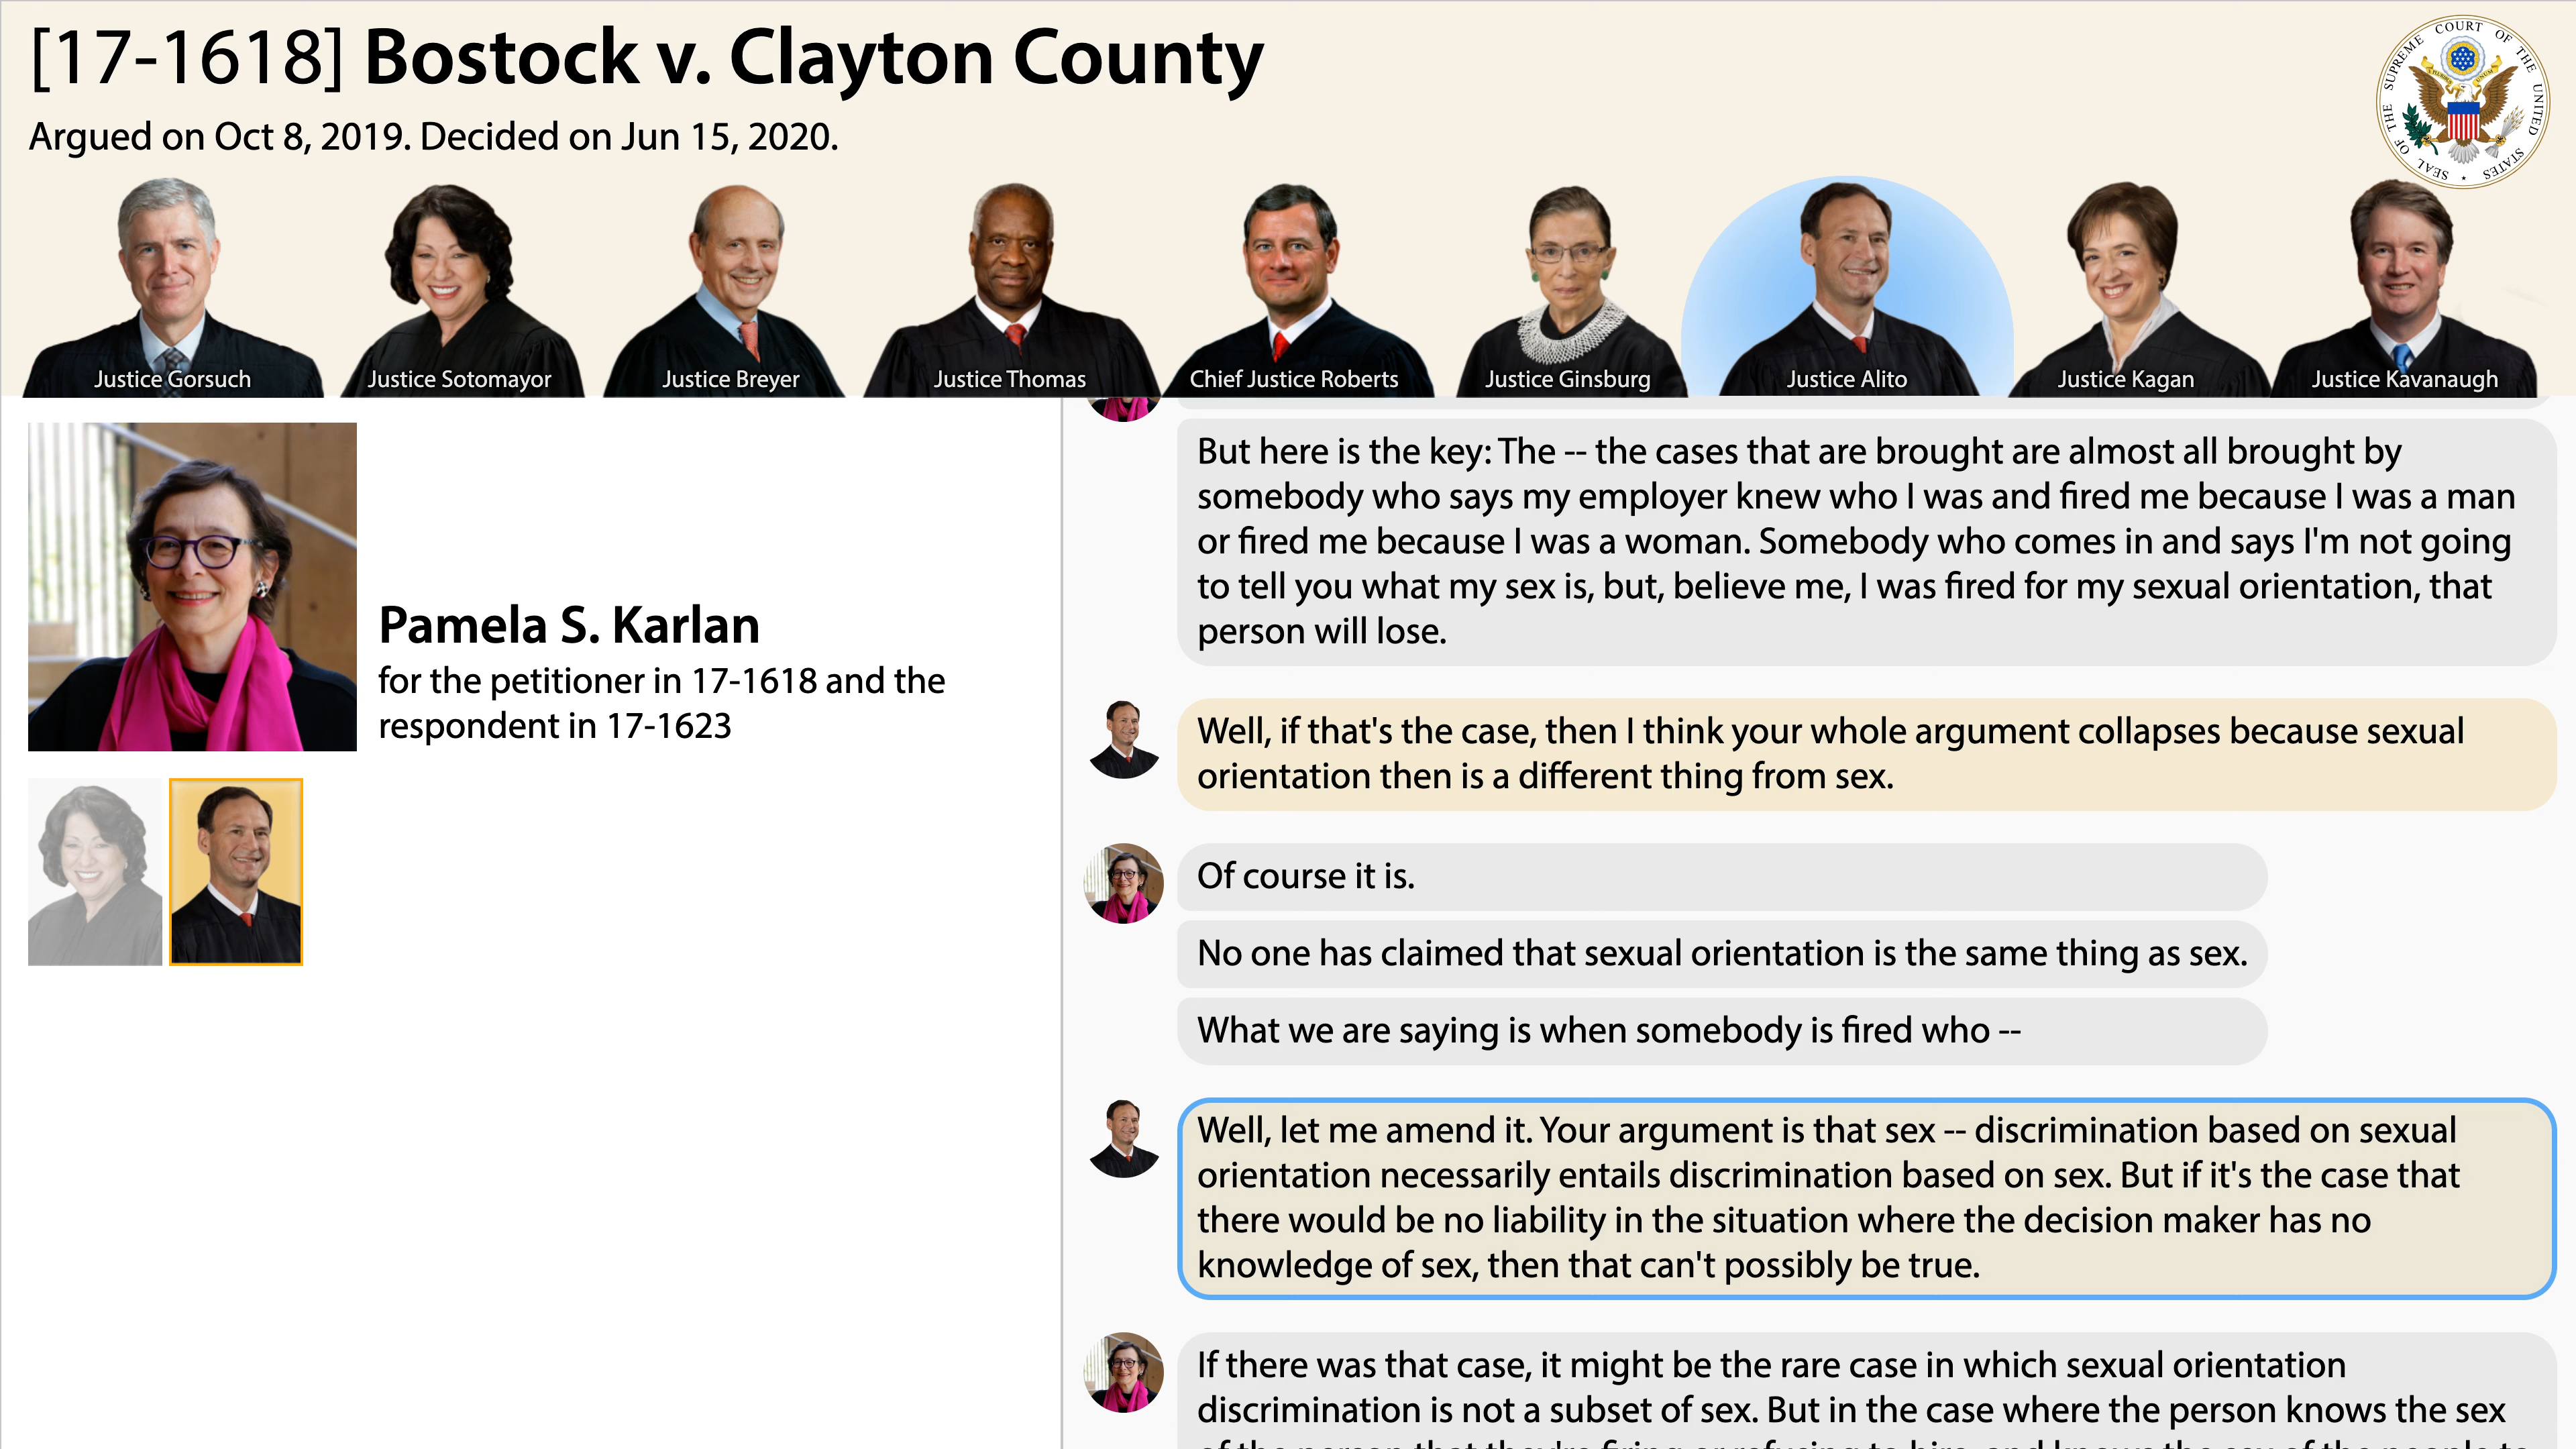 [17-1618] Bostock v. Clayton County
Argued on Oct 8, 2019. Decided on Jun 15, 2020.
SEAL OF THE SUPREME COURT OF THE UNITED STATES
Justice Gorsuch
Justice Sotomayor
Justice Breyer
Justice Thomas
Chief Justice Roberts
Justice Ginsburg
Justice Alito
Justice Kagan
Justice Kavanaugh
Pamela S. Karlan
for the petitioner in 17-1618 and the
respondent in 17-1623
But here is the key: The -- the cases that are brought are almost all brought by
somebody who says my employer knew who I was and fired me because I was a man
or fired me because I was a woman. Somebody who comes in and says I'm not going
to tell you what my sex is, but, believe me, I was fired for my sexual orientation, that
person will lose.
Well, if that's the case, then I think your whole argument collapses because sexual
orientation then is a different thing from sex.
Of course it is.
No one has claimed that sexual orientation is the same thing as sex.
What we are saying is when somebody is fired who --
Well, let me amend it. Your argument is that sex -- discrimination based on sexual
orientation necessarily entails discrimination based on sex. But if it's the case that
there would be no liability in the situation where the decision maker has no
knowledge of sex, then that can't possibly be true.
If there was that case, it might be the rare case in which sexual orientation
discrimination is not a subset of sex. But in the case where the person knows the sex